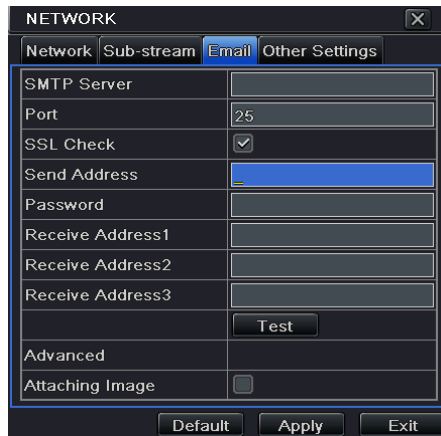 NETWORK X
Network Sub-stream Email Other Settings
SMTP Server
Port 25
SSL Check
Send Address _
Password
Receive Address1
Receive Address2
Receive Address3
Test
Advanced
Attaching Image
Default Apply Exit